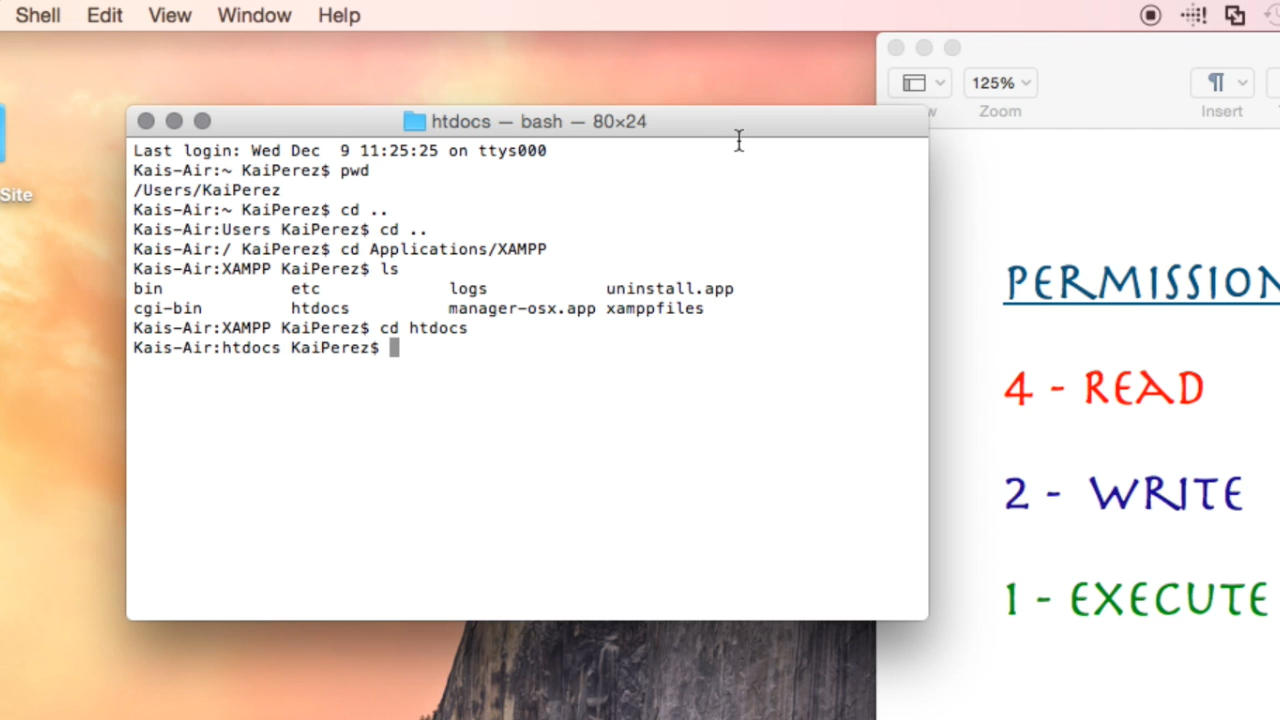 Shell Edit View Window Help
125%
Zoom
Insert
Site
htdocs — bash — 80×24
Last login: Wed Dec  9 11:25:25 on ttys000
Kais-Air:~ KaiPerez$ pwd
/Users/KaiPerez
Kais-Air:~ KaiPerez$ cd ..
Kais-Air:Users KaiPerez$ cd ..
Kais-Air:/ KaiPerez$ cd Applications/XAMPP
Kais-Air:XAMPP KaiPerez$ ls
bin etc logs uninstall.app
cgi-bin htdocs manager-osx.app xamppfiles
Kais-Air:XAMPP KaiPerez$ cd htdocs
Kais-Air:htdocs KaiPerez$
PERMISSION
4 - READ
2 - WRITE
1 - EXECUTE